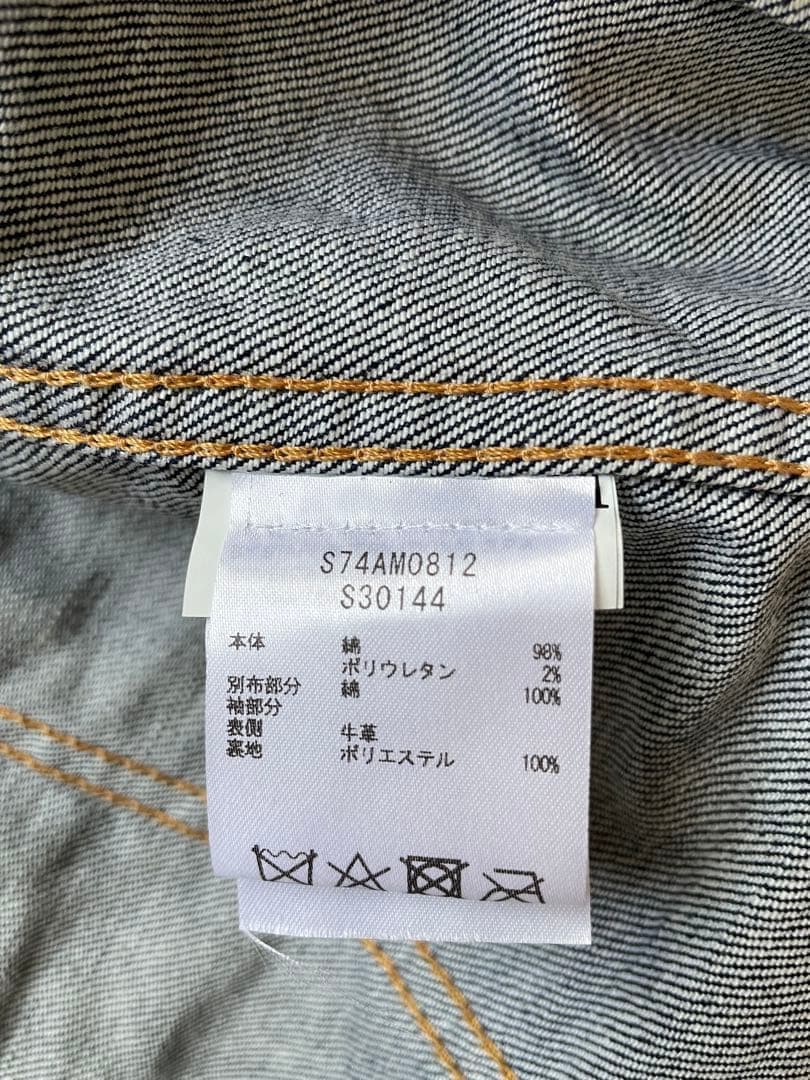 S74AM0812
S30144
本体 綿 98%
ポリウレタン 2%
別布部分 綿 100%
袖部分
表側 牛革
裏地 ポリエステル 100%